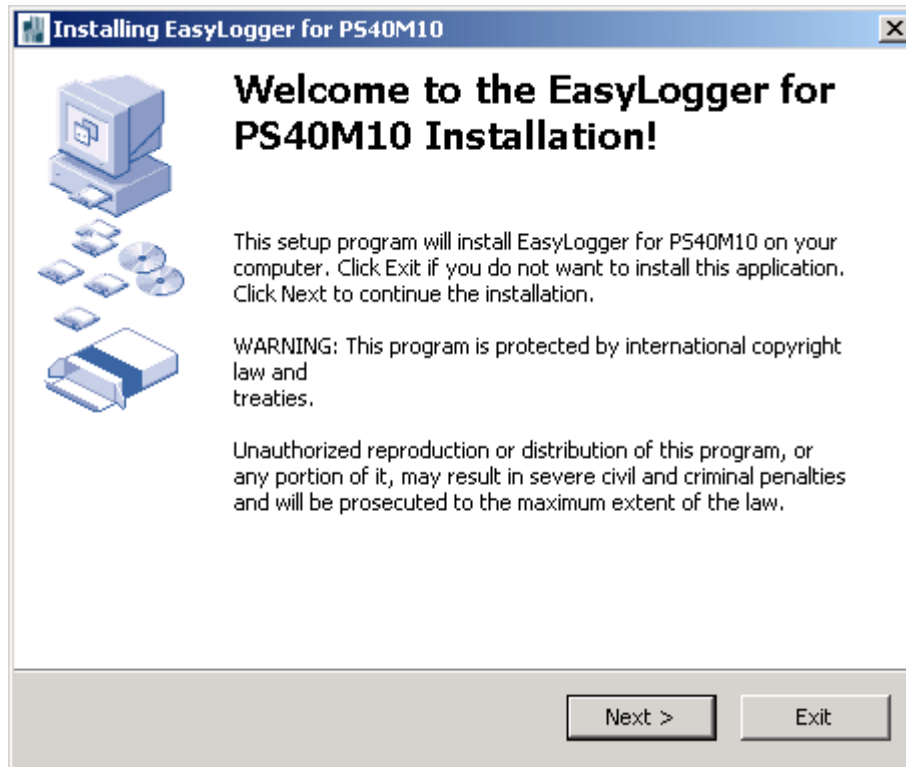 Installing EasyLogger for PS40M10
Welcome to the EasyLogger for
PS40M10 Installation!
This setup program will install EasyLogger for PS40M10 on your
computer. Click Exit if you do not want to install this application.
Click Next to continue the installation.
WARNING: This program is protected by international copyright
law and
treaties.
Unauthorized reproduction or distribution of this program, or
any portion of it, may result in severe civil and criminal penalties
and will be prosecuted to the maximum extent of the law.
Next >
Exit